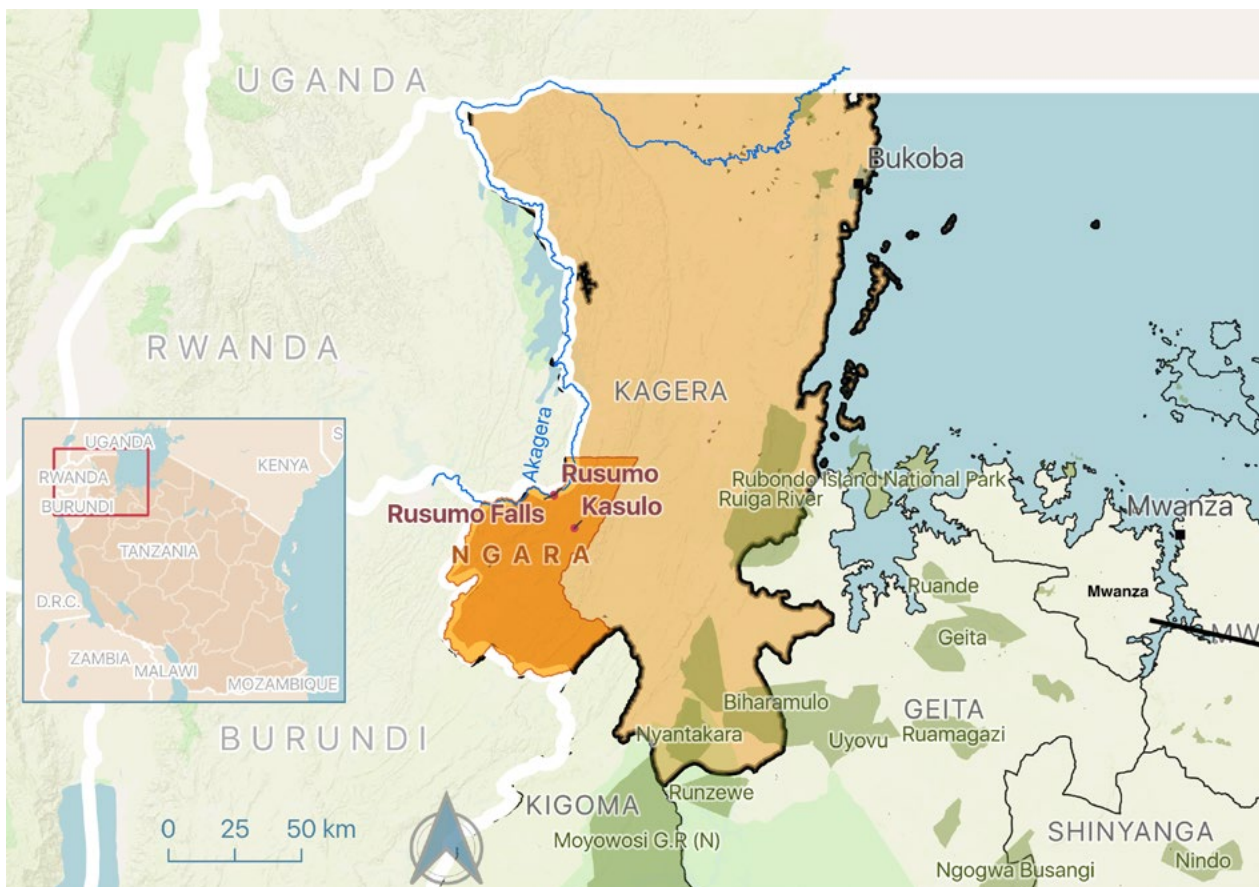 UGANDA
Bukoba
RWANDA
KAGERA
Akagera
UGANDA
S
KENYA
RWANDA
BURUNDI
TANZANIA
D.R.C.
ZAMBIA
MALAWI
MOZAMBIQUE
Rusumo
Rusumo Falls
Kasulo
NGARA
Rubondo Island National Park
Ruiga River
Mwanza
Ruande
Mwanza
Geita
MW
BURUNDI
Biharamulo
GEITA
Nyantakara
Uyovu
Ruamagazi
Runzewe
KIGOMA
0 25 50 km
Moyowosi G.R (N)
SHINYANGA
Ngogwa Busangi
Nindo